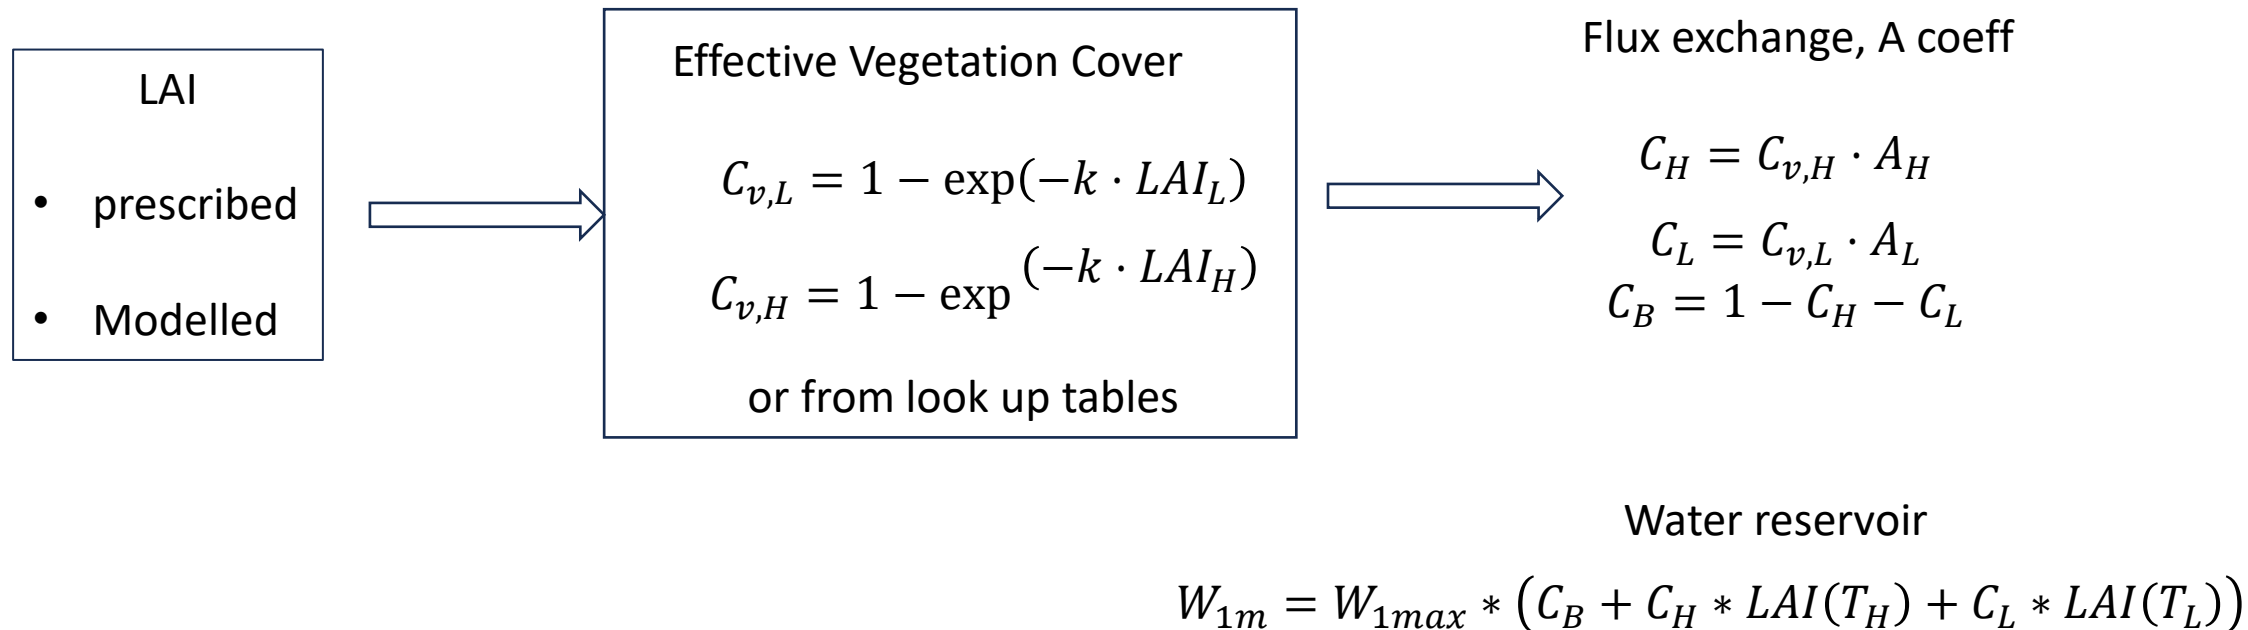 LAI
• prescribed
• Modelled
Effective Vegetation Cover
C_{v,L} = 1 − exp(−k · LAI_L)
C_{v,H} = 1 − exp^{(−k · LAI_H)}
or from look up tables
Flux exchange, A coeff
C_H = C_{v,H} · A_H
C_L = C_{v,L} · A_L
C_B = 1 − C_H − C_L
Water reservoir
W_{1m} = W_{1max} * (C_B + C_H * LAI(T_H) + C_L * LAI(T_L))